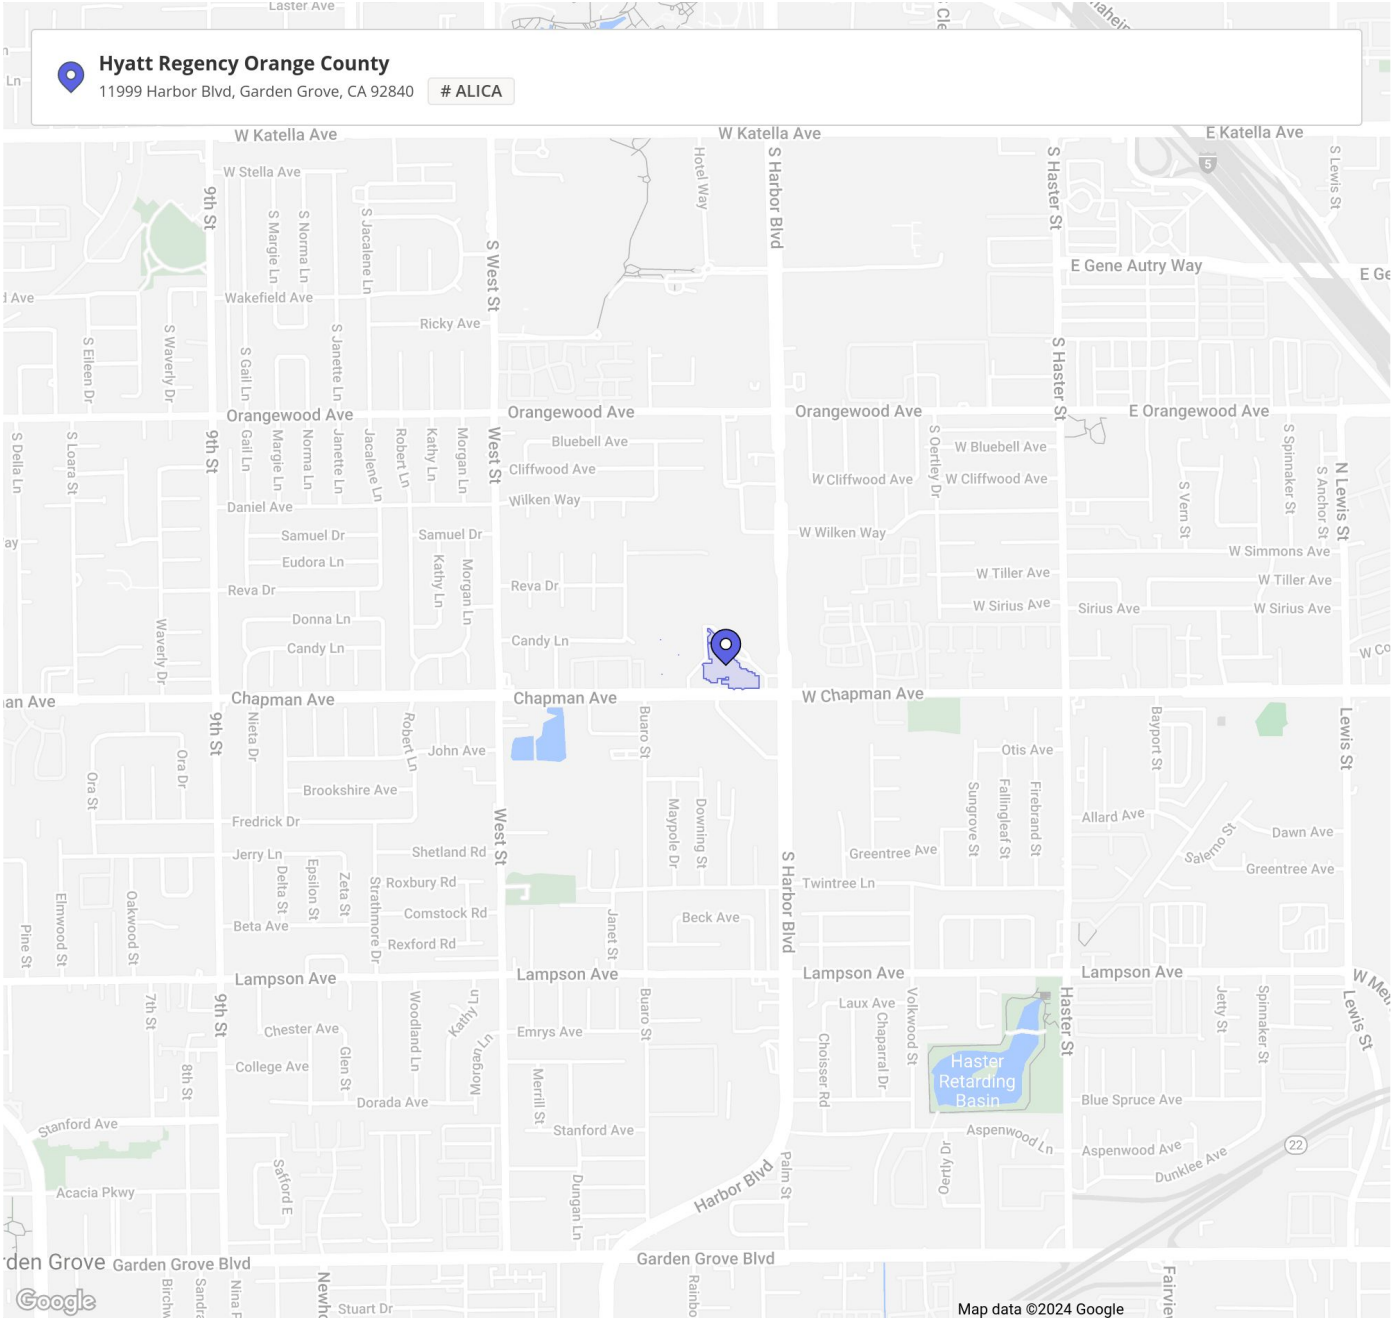 Laster Ave
S Cle
Hyatt Regency Orange County
11999 Harbor Blvd, Garden Grove, CA 92840
# ALICA
Ln
W Katella Ave
W Katella Ave
E Katella Ave
W Stella Ave
Hotel Way
S Harbor Blvd
S Haster St
5
S Lewis St
9th St
S Margie Ln
S Norma Ln
S Jacalene Ln
S West St
E Gene Autry Way
E Ge
Wakefield Ave
Ricky Ave
S Eileen Dr
S Waverly Dr
S Gail Ln
S Janette Ln
S Haster St
Orangewood Ave
Orangewood Ave
Orangewood Ave
E Orangewood Ave
S Della Ln
S Loara St
9th St
Gail Ln
Margie Ln
Norma Ln
Janette Ln
Jacalene Ln
Robert Ln
Kathy Ln
Morgan Ln
West St
Bluebell Ave
Cliffwood Ave
Wilken Way
W Cliffwood Ave
S Oertley Dr
W Bluebell Ave
W Cliffwood Ave
S Vern St
S Spinnaker St
S Anchor St
N Lewis St
Daniel Ave
Samuel Dr
Samuel Dr
W Wilken Way
ay
Eudora Ln
Kathy Ln
Morgan Ln
W Simmons Ave
Reva Dr
Reva Dr
W Tiller Ave
W Tiller Ave
W Sirius Ave
Sirius Ave
W Sirius Ave
Donna Ln
Waverly Dr
Candy Ln
Candy Ln
W Co
an Ave
Chapman Ave
Chapman Ave
W Chapman Ave
9th St
Nieta Dr
Robert Ln
John Ave
Buaro St
Otis Ave
Bayport St
Lewis St
Ora St
Ora Dr
Brookshire Ave
Maypole Dr
Downing St
Sungrove St
Fallingleaf St
Firebrand St
Fredrick Dr
West St
Allard Ave
Salerno St
Dawn Ave
Jerry Ln
Shetland Rd
S Harbor Blvd
Greentree Ave
Greentree Ave
Delta St
Epsilon St
Zeta St
Strathmore Dr
Roxbury Rd
Twintree Ln
Elmwood St
Oakwood St
Comstock Rd
Janet St
Beck Ave
Pine St
Beta Ave
Rexford Rd
Lampson Ave
Lampson Ave
Lampson Ave
Lampson Ave
7th St
9th St
Woodland Ln
Kathy Ln
Buaro St
Laux Ave
Volkwood St
Haster St
Jetty St
Spinnaker St
Lewis St
Chester Ave
Emrys Ave
Choisser Rd
Chaparral Dr
Glen St
College Ave
Morgan Ln
8th St
Merrill St
Haster
Retarding
Basin
Dorada Ave
Blue Spruce Ave
Stanford Ave
Stanford Ave
Aspenwood Ln
Aspenwood Ave
22
Palm St
Oertly Dr
Dunklee Ave
Acacia Pkwy
Safford E
Dungan Ln
Harbor Blvd
rden Grove
Garden Grove Blvd
Garden Grove Blvd
Birchw
Sandra
Nina P
Newho
Stuart Dr
Rainbo
Fairvie
Google
Map data ©2024 Google